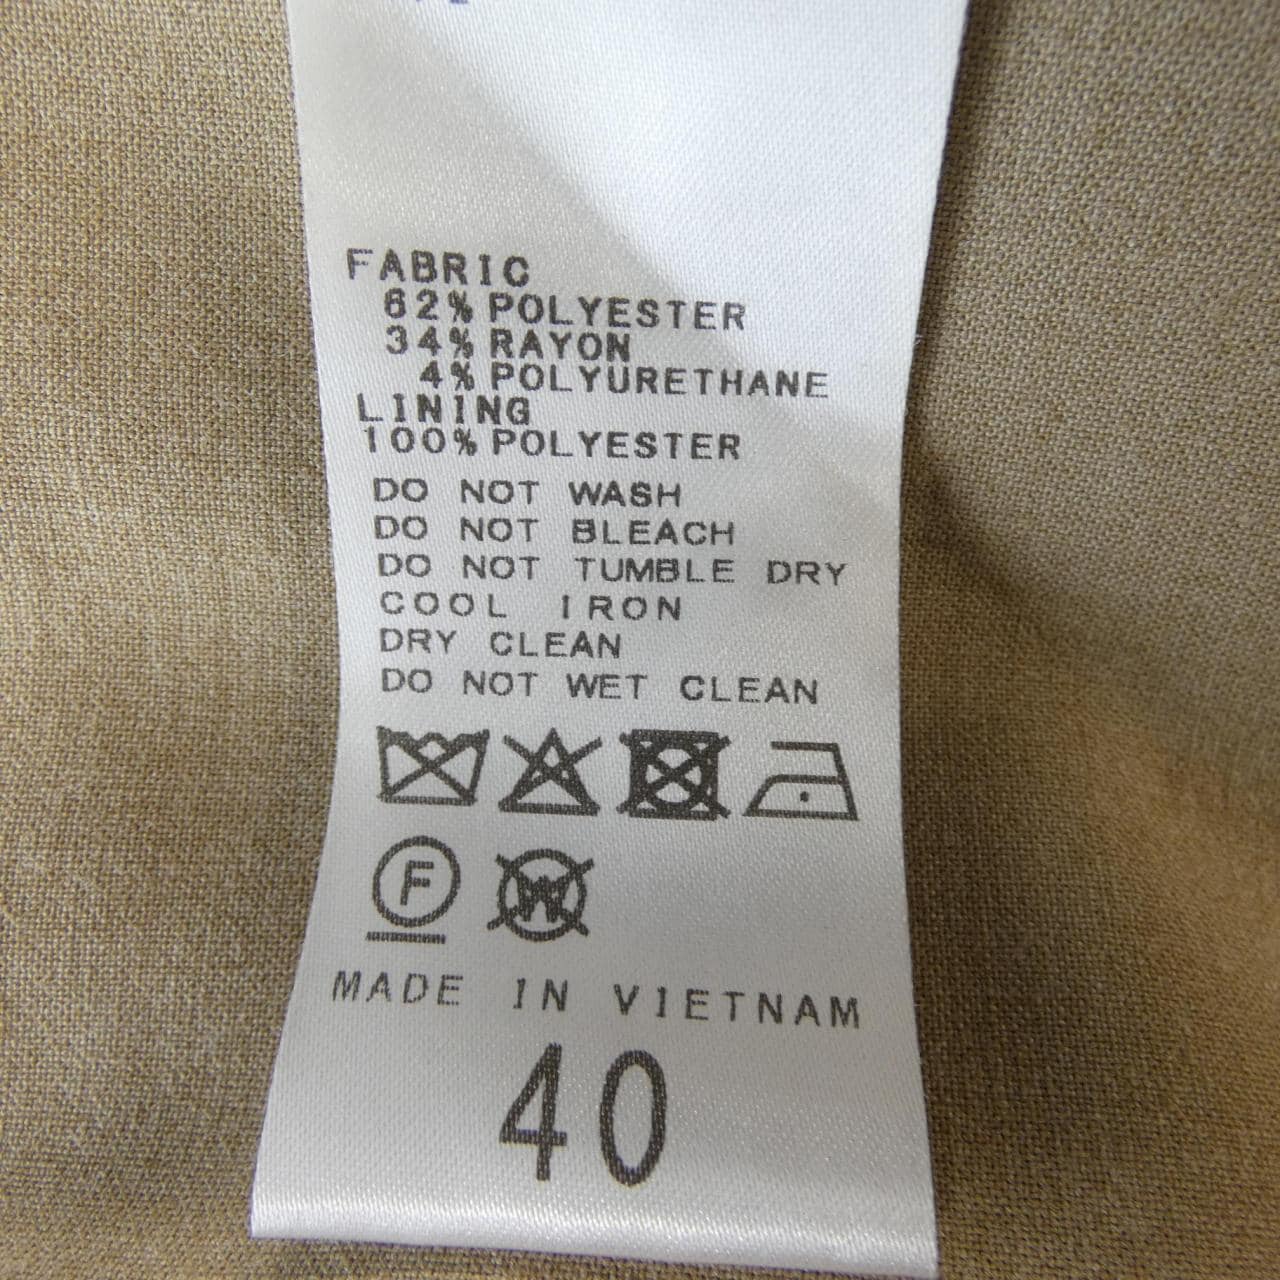 FABRIC
62% POLYESTER
34% RAYON
4% POLYURETHANE
LINING
100% POLYESTER
DO NOT WASH
DO NOT BLEACH
DO NOT TUMBLE DRY
COOL IRON
DRY CLEAN
DO NOT WET CLEAN
F W
MADE IN VIETNAM
40